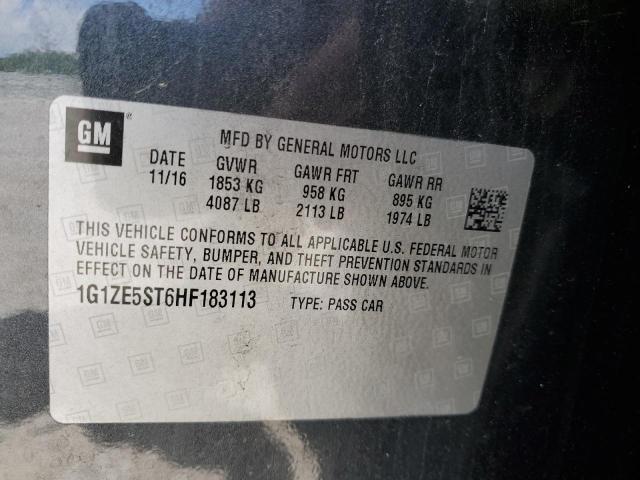 GM ®
MFD BY GENERAL MOTORS LLC
DATE GVWR GAWR FRT GAWR RR
11/16 1853 KG 958 KG 895 KG
4087 LB 2113 LB 1974 LB
THIS VEHICLE CONFORMS TO ALL APPLICABLE U.S. FEDERAL MOTOR
VEHICLE SAFETY, BUMPER, AND THEFT PREVENTION STANDARDS IN
EFFECT ON THE DATE OF MANUFACTURE SHOWN ABOVE.
1G1ZE5ST6HF183113 TYPE: PASS CAR